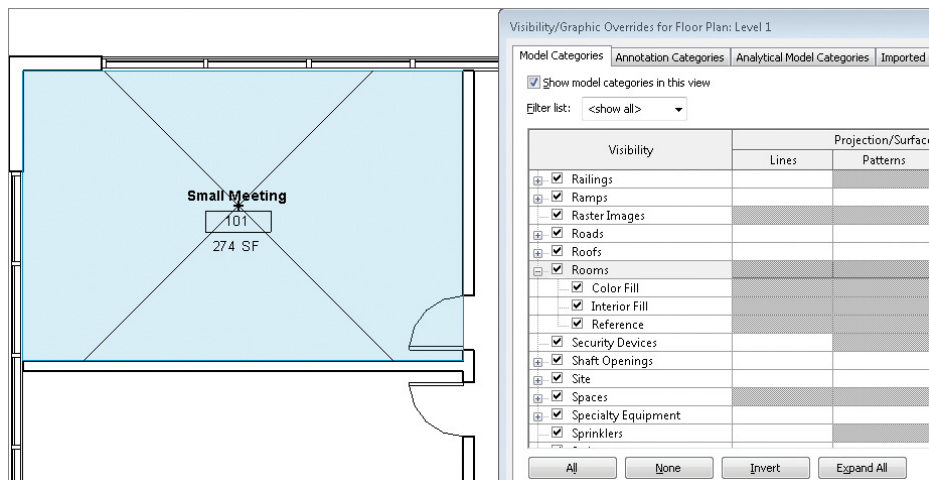 Small Meeting
101
274 SF
Visibility/Graphic Overrides for Floor Plan: Level 1
Model Categories Annotation Categories Analytical Model Categories Imported
Show model categories in this view
Filter list: <show all>
Visibility
Projection/Surfac
Lines Patterns
Railings
Ramps
Raster Images
Roads
Roofs
Rooms
Color Fill
Interior Fill
Reference
Security Devices
Shaft Openings
Site
Spaces
Specialty Equipment
Sprinklers
All None Invert Expand All